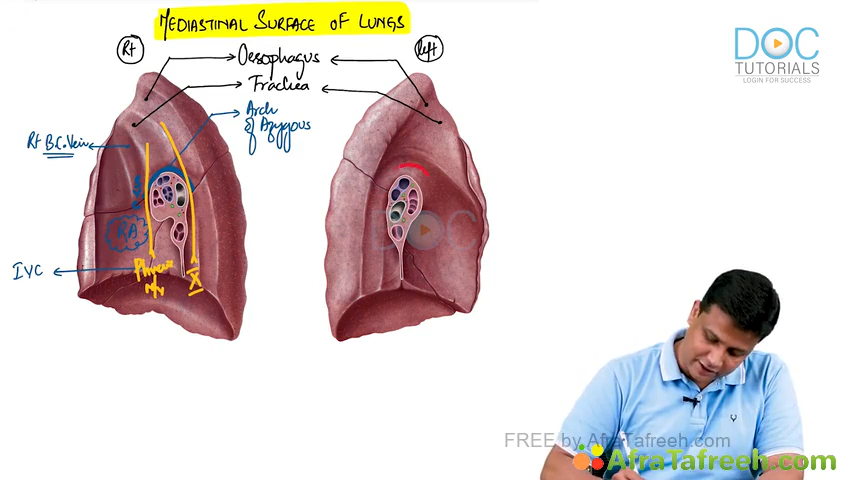 MEDIASTINAL SURFACE OF LUNGS
Rt
left
Oesophagus
Trachea
Arch
of Azygous
Rt B.C. Vein
RA
IVC
Phrenic
X
DOC
TUTORIALS
LOGIN FOR SUCCESS
DOC
FREE by AfraTafreeh.com
AfraTafreeh.com